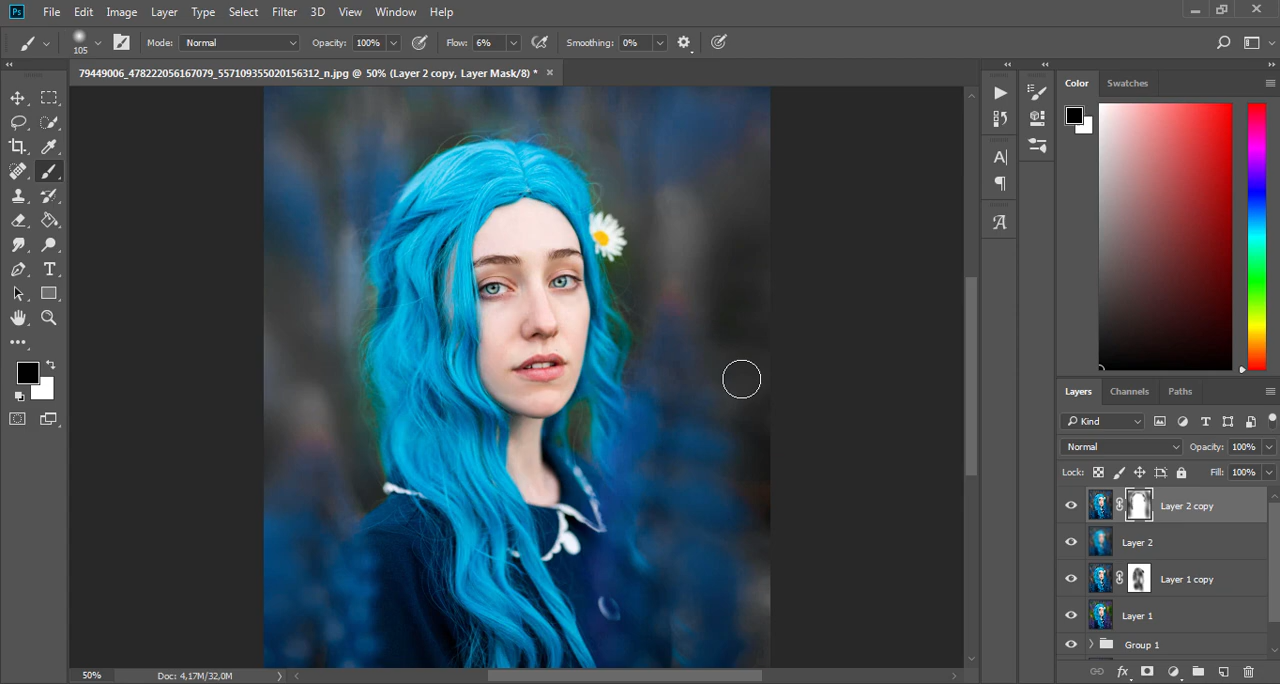 Ps File Edit Image Layer Type Select Filter 3D View Window Help
105 Mode: Normal Opacity: 100% Flow: 6% Smoothing: 0%
79449006_478222056167079_557109355020156312_n.jpg @ 50% (Layer 2 copy, Layer Mask/8) *
Color Swatches
Layers Channels Paths
Kind
Normal Opacity: 100%
Lock: Fill: 100%
Layer 2 copy
Layer 2
Layer 1 copy
Layer 1
Group 1
50% Doc: 4,17M/32,0M